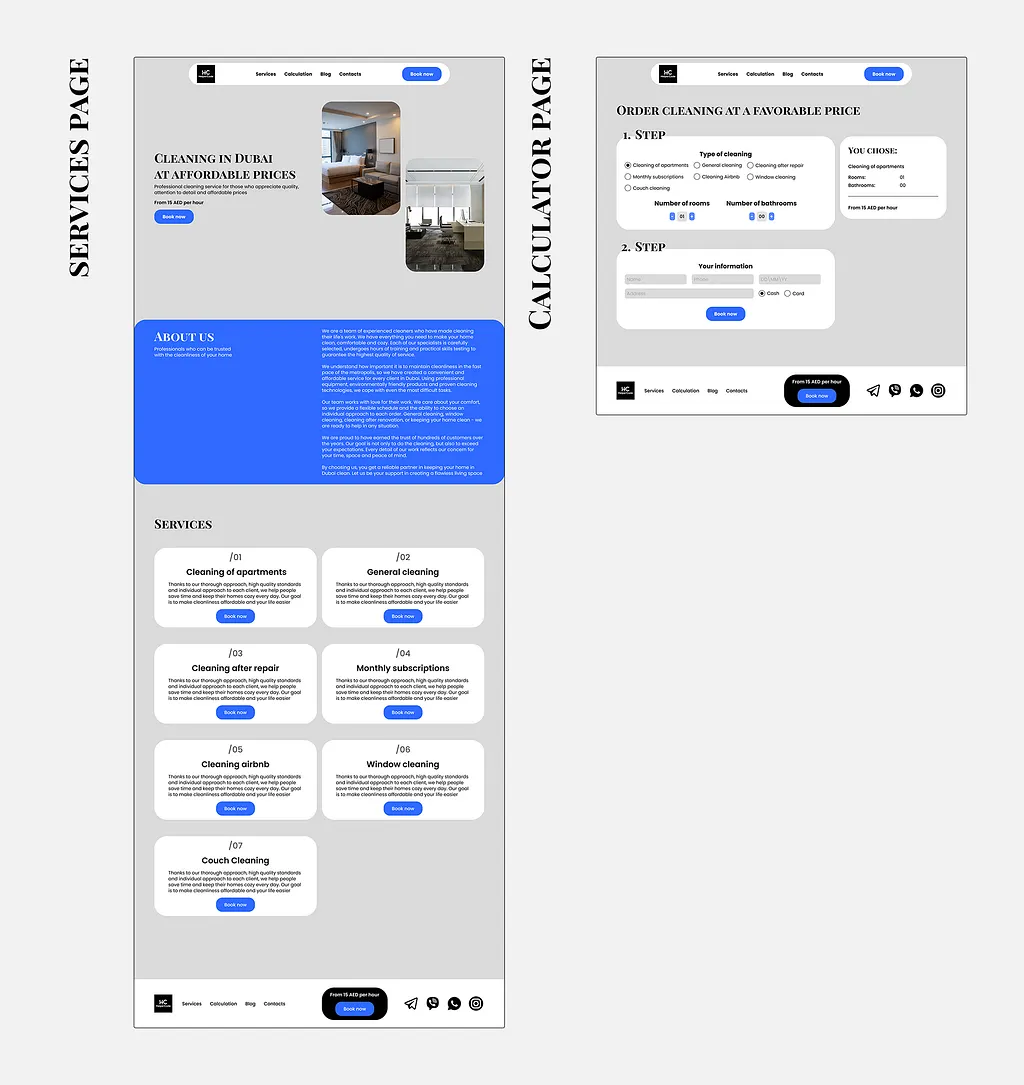 SERVICES PAGE
HC
Services Calculation Blog Contacts
Book now
Cleaning in Dubai
at affordable prices
Professional cleaning service for those who appreciate quality,
attention to detail and affordable prices
From 15 AED per hour
Book now
About us
Professionals who can be trusted
with the cleanliness of your home
We are a team of experienced cleaners who have made cleaning
their life's work. We have everything you need to make your home
clean, comfortable and cozy. Each of our specialists is carefully
selected, undergoes hours of training and practical skills testing to
guarantee the highest quality of service.
We understand how important it is to maintain cleanliness in the fast
pace of the metropolis, so we have created a convenient and
affordable service for every client in Dubai. Using professional
equipment, environmentally friendly products and proven cleaning
technologies, we cope with even the most difficult tasks.
Our team works with love for their work. We care about your comfort,
so we provide a flexible schedule and the ability to choose an
individual approach to each order. General cleaning, window
cleaning, cleaning after renovation, or keeping your home clean - we
are ready to help in any situation.
We are proud to have earned the trust of hundreds of customers over
the years. Our goal is not only to do the cleaning, but also to exceed
your expectations. Every detail of our work reflects our concern for
your time, space and peace of mind.
By choosing us, you get a reliable partner in keeping your home in
Dubai clean. Let us be your support in creating a flawless living space
Services
/01
Cleaning of apartments
Thanks to our thorough approach, high quality standards
and individual approach to each client, we help people
save time and keep their homes cozy every day. Our goal
is to make cleanliness affordable and your life easier
Book now
/02
General cleaning
Thanks to our thorough approach, high quality standards
and individual approach to each client, we help people
save time and keep their homes cozy every day. Our goal
is to make cleanliness affordable and your life easier
Book now
/03
Cleaning after repair
Thanks to our thorough approach, high quality standards
and individual approach to each client, we help people
save time and keep their homes cozy every day. Our goal
is to make cleanliness affordable and your life easier
Book now
/04
Monthly subscriptions
Thanks to our thorough approach, high quality standards
and individual approach to each client, we help people
save time and keep their homes cozy every day. Our goal
is to make cleanliness affordable and your life easier
Book now
/05
Cleaning airbnb
Thanks to our thorough approach, high quality standards
and individual approach to each client, we help people
save time and keep their homes cozy every day. Our goal
is to make cleanliness affordable and your life easier
Book now
/06
Window cleaning
Thanks to our thorough approach, high quality standards
and individual approach to each client, we help people
save time and keep their homes cozy every day. Our goal
is to make cleanliness affordable and your life easier
Book now
/07
Couch Cleaning
Thanks to our thorough approach, high quality standards
and individual approach to each client, we help people
save time and keep their homes cozy every day. Our goal
is to make cleanliness affordable and your life easier
Book now
HC
Services Calculation Blog Contacts
From 15 AED per hour
Book now
Calculator page
HC
Services Calculation Blog Contacts
Book now
Order cleaning at a favorable price
1. Step
Type of cleaning
Cleaning of apartments General cleaning Cleaning after repair
Monthly subscriptions Cleaning Airbnb Window cleaning
Couch cleaning
Number of rooms Number of bathrooms
- 01 + - 00 +
You chose:
Cleaning of apartments
Rooms: 01
Bathrooms: 00
From 15 AED per hour
2. Step
Your information
Name Phone DD\MM\YY
Address Cash Card
Book now
HC
Services Calculation Blog Contacts
From 15 AED per hour
Book now